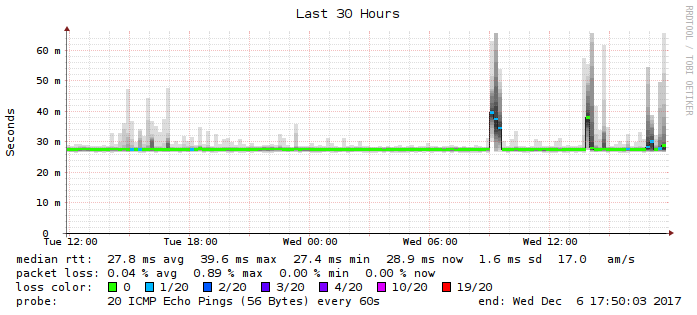 Last 30 Hours
RRDTOOL / TOBI OETIKER
Seconds
60 m
50 m
40 m
30 m
20 m
10 m
0
Tue 12:00 Tue 18:00 Wed 00:00 Wed 06:00 Wed 12:00
median rtt: 27.8 ms avg 39.6 ms max 27.4 ms min 28.9 ms now 1.6 ms sd 17.0 am/s
packet loss: 0.04 % avg 0.89 % max 0.00 % min 0.00 % now
loss color: 0 1/20 2/20 3/20 4/20 10/20 19/20
probe: 20 ICMP Echo Pings (56 Bytes) every 60s end: Wed Dec 6 17:50:03 2017